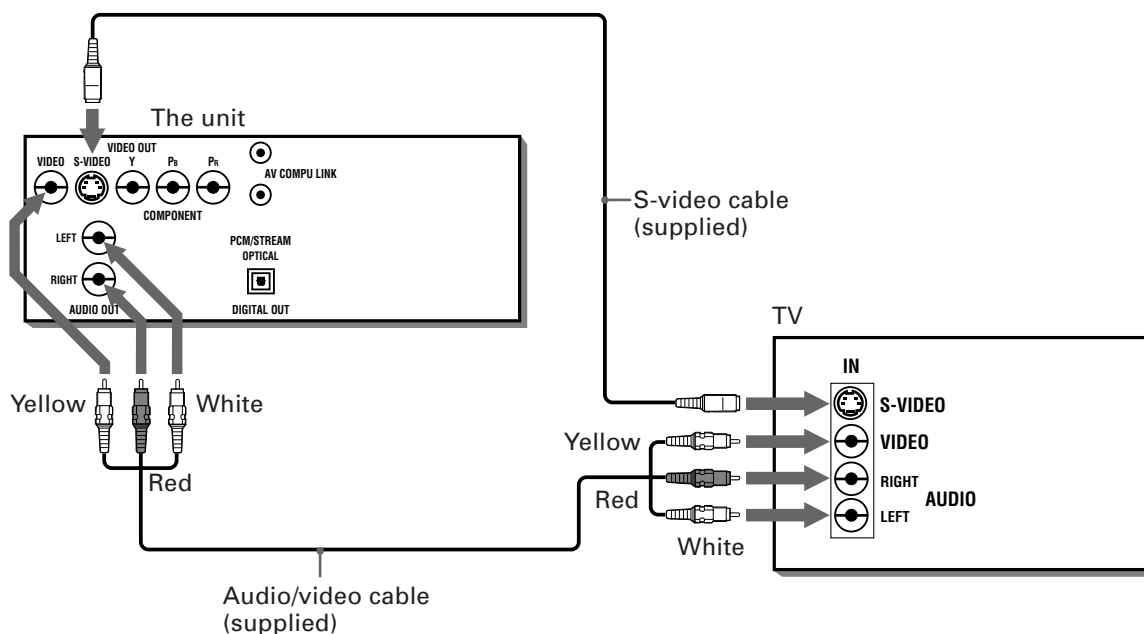 The unit
VIDEO OUT
VIDEO S-VIDEO Y PB PR
AV COMPU LINK
COMPONENT
LEFT
RIGHT
AUDIO OUT
PCM/STREAM
OPTICAL
DIGITAL OUT
S-video cable
(supplied)
Yellow
White
Red
TV
IN
S-VIDEO
Yellow
VIDEO
Red
RIGHT
AUDIO
LEFT
White
Audio/video cable
(supplied)